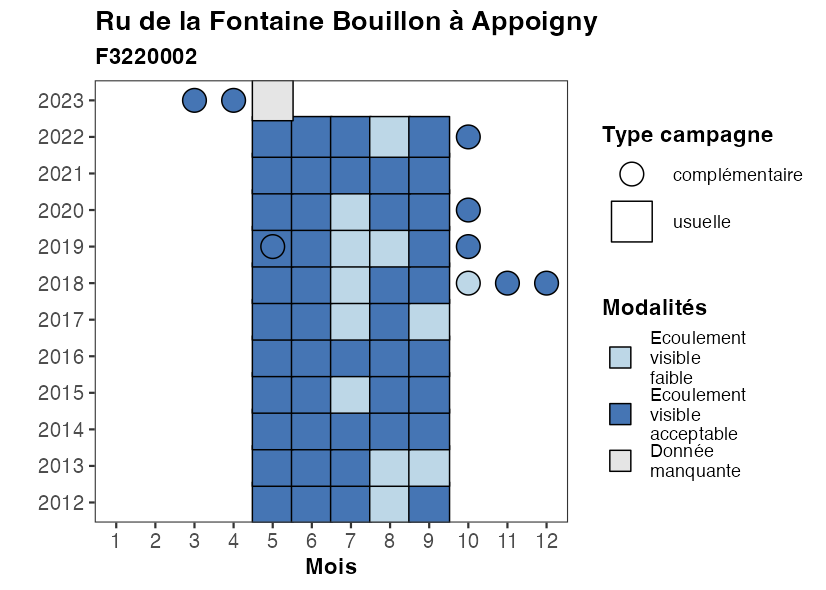 Ru de la Fontaine Bouillon à Appoigny
F3220002
2023
2022
2021
2020
2019
2018
2017
2016
2015
2014
2013
2012
1 2 3 4 5 6 7 8 9 10 11 12
Mois
Type campagne
complémentaire
usuelle
Modalités
Ecoulement
visible
faible
Ecoulement
visible
acceptable
Donnée
manquante